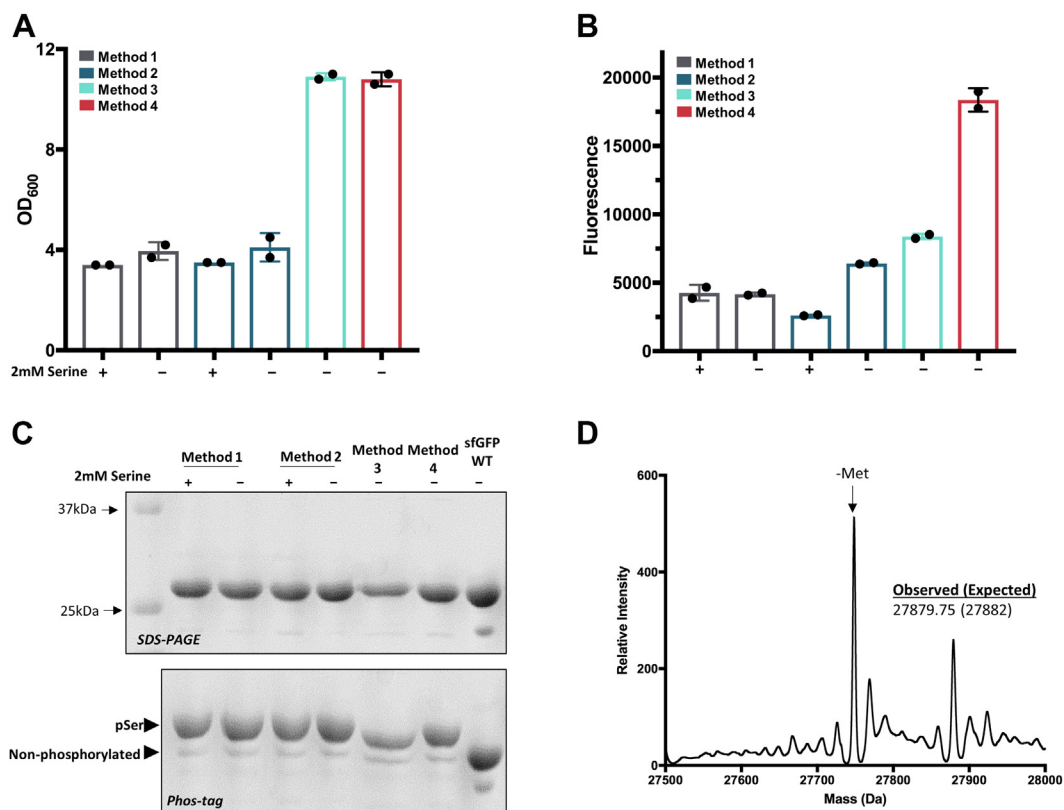 A
12
8
4
0
OD600
Method 1
Method 2
Method 3
Method 4
2mM Serine + – + – – –
B
20000
15000
10000
5000
0
Fluorescence
Method 1
Method 2
Method 3
Method 4
+ – + – – –
C
Method 1 Method 2 Method 3 Method 4 sfGFP WT
2mM Serine + – + – – – –
37kDa
25kDa
SDS-PAGE
pSer
Non-phosphorylated
Phos-tag
D
600
400
200
0
Relative Intensity
-Met
Observed (Expected)
27879.75 (27882)
27500 27600 27700 27800 27900 28000
Mass (Da)